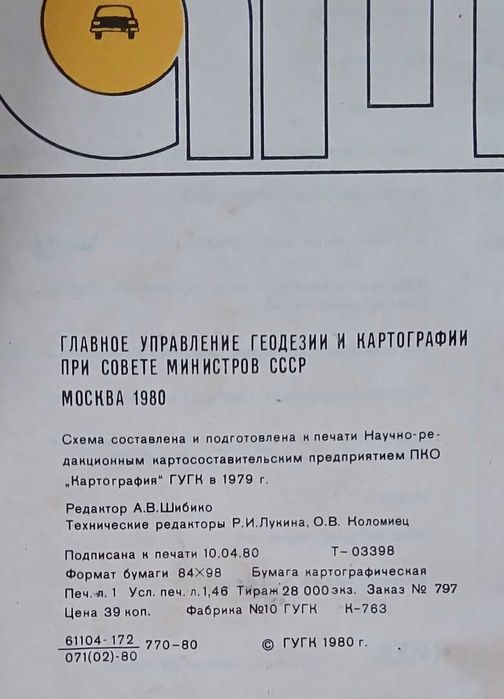 ГЛАВНОЕ УПРАВЛЕНИЕ ГЕОДЕЗИИ И КАРТОГРАФИИ
ПРИ СОВЕТЕ МИНИСТРОВ СССР
МОСКВА 1980
Схема составлена и подготовлена к печати Научно-ре-
дакционным картосоставительским предприятием ПКО
„Картография" ГУГК в 1979 г.
Редактор А.В.Шибико
Технические редакторы Р.И.Лукина, О.В. Коломиец
Подписана к печати 10.04.80 Т-03398
Формат бумаги 84×98 Бумага картографическая
Печ. л. 1 Усл. печ. л. 1,46 Тираж 28 000 экз. Заказ № 797
Цена 39 коп. Фабрика №10 ГУГК К-763
61104-172
071(02)-80 770-80 © ГУГК 1980 г.